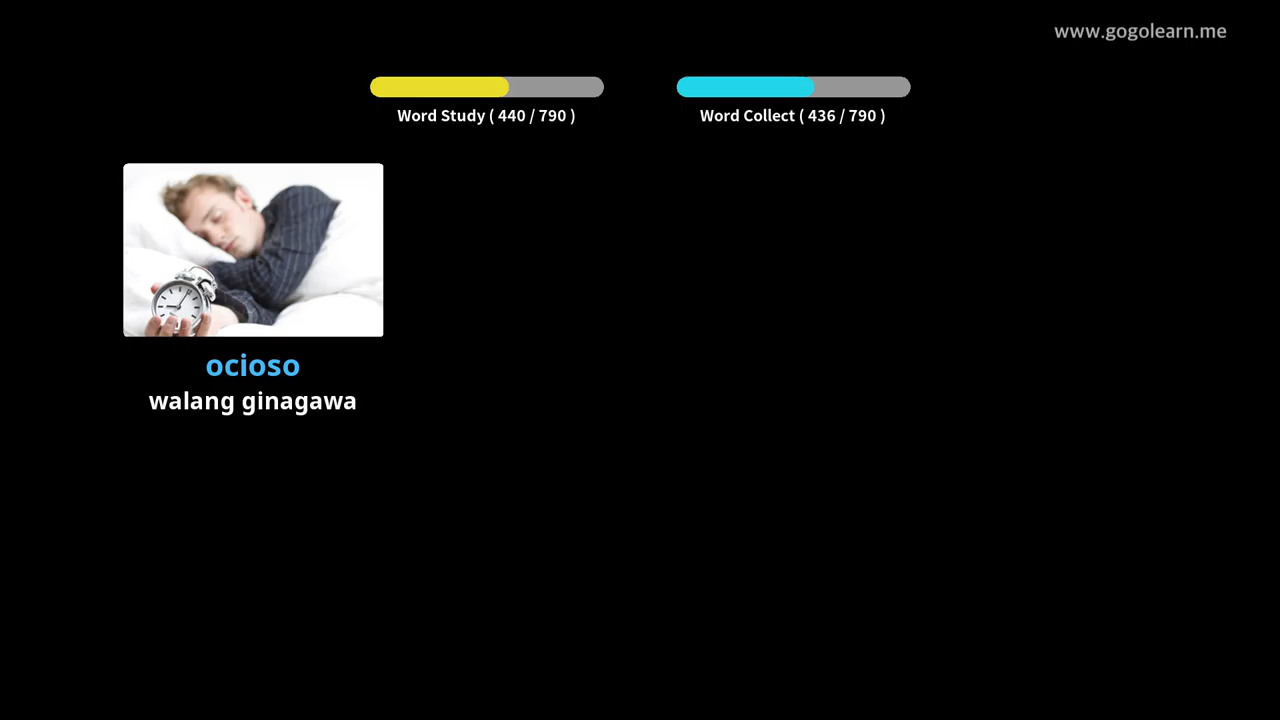 www.gogolearn.me
Word Study ( 440 / 790 )
Word Collect ( 436 / 790 )
ocioso
walang ginagawa